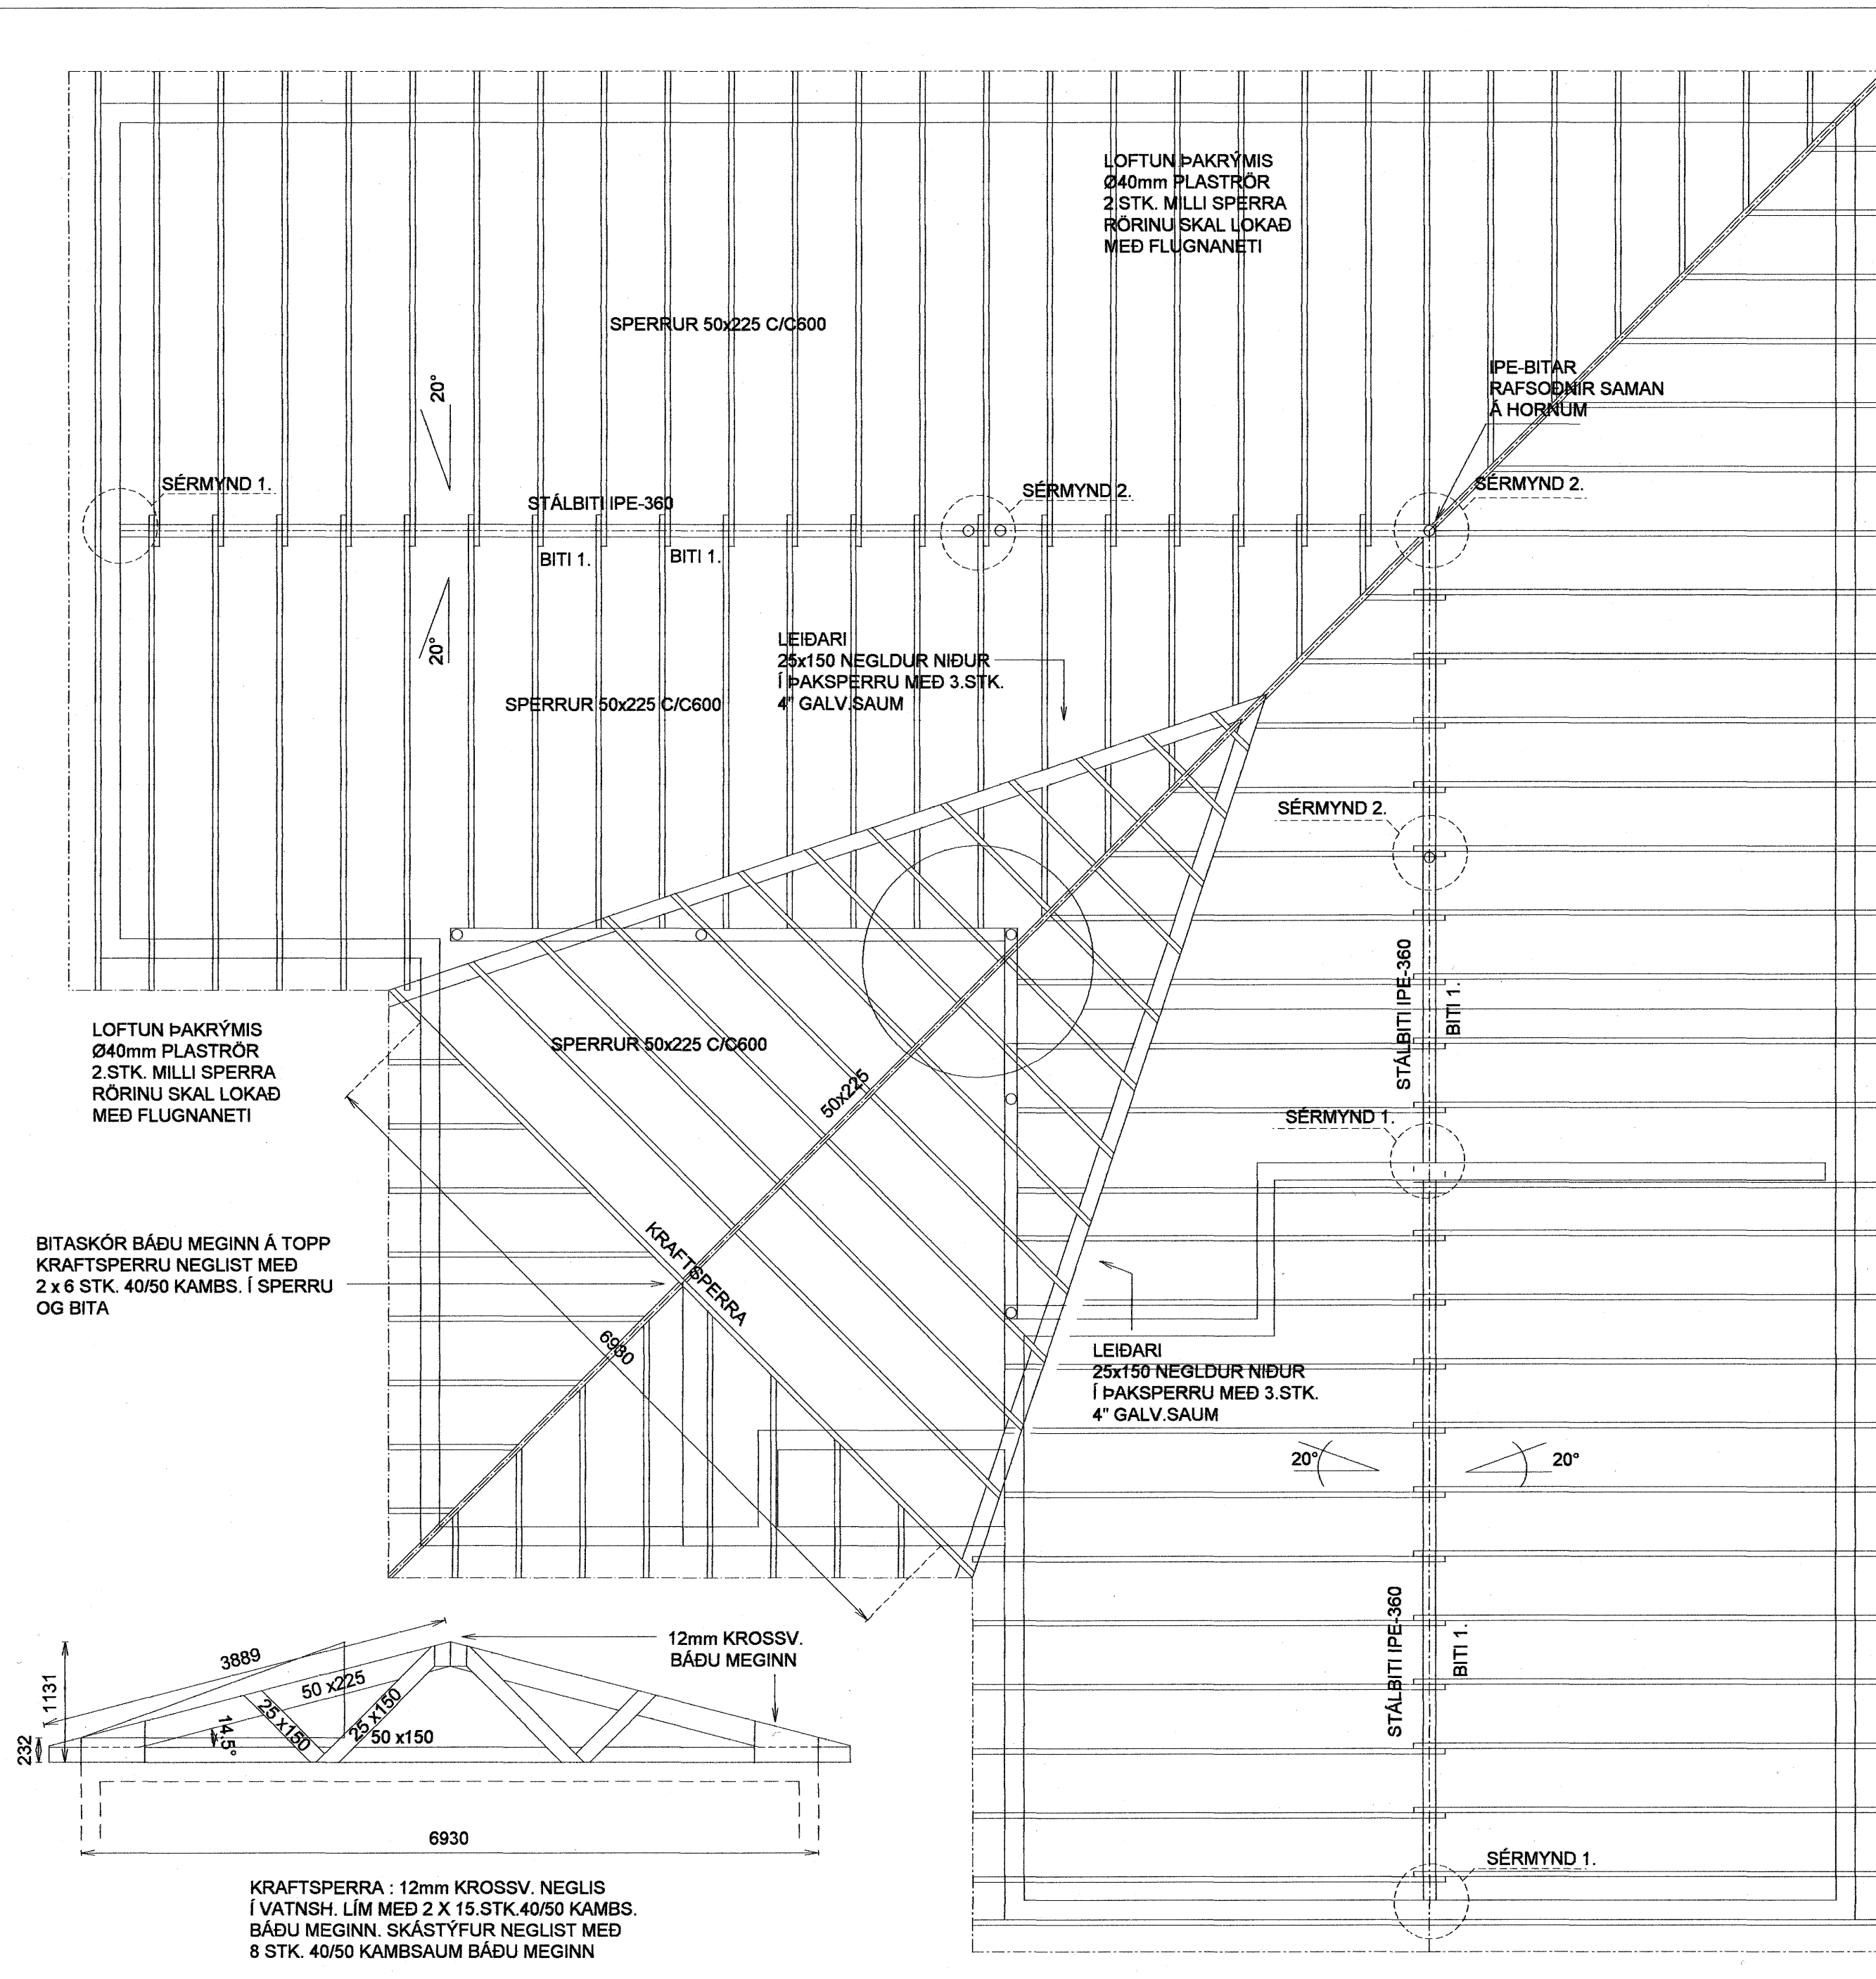 LOFTUN ÞAKRÝMIS
Ø40mm PLASTRÖR
2.STK. MILLI SPERRA
RÖRINU SKAL LOKAÐ
MEÐ FLUGNANETI
SPERRUR 50x225 C/C600
20°
IPE-BITAR
RAFSOÐNIR SAMAN
Á HORNUM
SÉRMYND 1.
STÁLBITI IPE-360
SÉRMYND 2.
SÉRMYND 2.
BITI 1.
BITI 1.
20°
LEIÐARI
25x150 NEGLDUR NIÐUR
Í ÞAKSPERRU MEÐ 3.STK.
4" GALV.SAUM
SPERRUR 50x225 C/C600
SÉRMYND 2.
STÁLBITI IPE-360
BITI 1.
LOFTUN ÞAKRÝMIS
Ø40mm PLASTRÖR
2.STK. MILLI SPERRA
RÖRINU SKAL LOKAÐ
MEÐ FLUGNANETI
SPERRUR 50x225 C/C600
50x225
SÉRMYND 1.
BITASKÓR BÁÐU MEGINN Á TOPP
KRAFTSPERRU NEGLIST MEÐ
2 x 6 STK. 40/50 KAMBS. Í SPERRU
OG BITA
KRAFTSPERRA
6930
LEIÐARI
25x150 NEGLDUR NIÐUR
Í ÞAKSPERRU MEÐ 3.STK.
4" GALV.SAUM
20°
20°
STÁLBITI IPE-360
BITI 1.
12mm KROSSV.
BÁÐU MEGINN
3889
1131
50 x225
25 x150
25 x150
14.5°
50 x150
232
6930
SÉRMYND 1.
KRAFTSPERRA : 12mm KROSSV. NEGLIS
Í VATNSH. LÍM MEÐ 2 X 15.STK.40/50 KAMBS.
BÁÐU MEGINN. SKÁSTÝFUR NEGLIST MEÐ
8 STK. 40/50 KAMBSAUM BÁÐU MEGINN